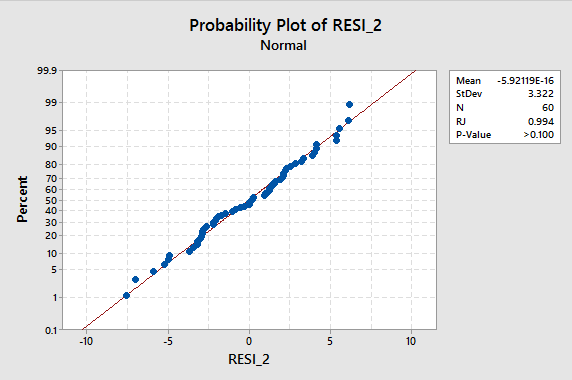 Probability Plot of RESI_2
Normal
99.9
99
95
90
80
70
60
50
40
30
20
10
5
1
0.1
Percent
-10
-5
0
5
10
RESI_2
Mean -5.92119E-16
StDev 3.322
N 60
RJ 0.994
P-Value >0.100